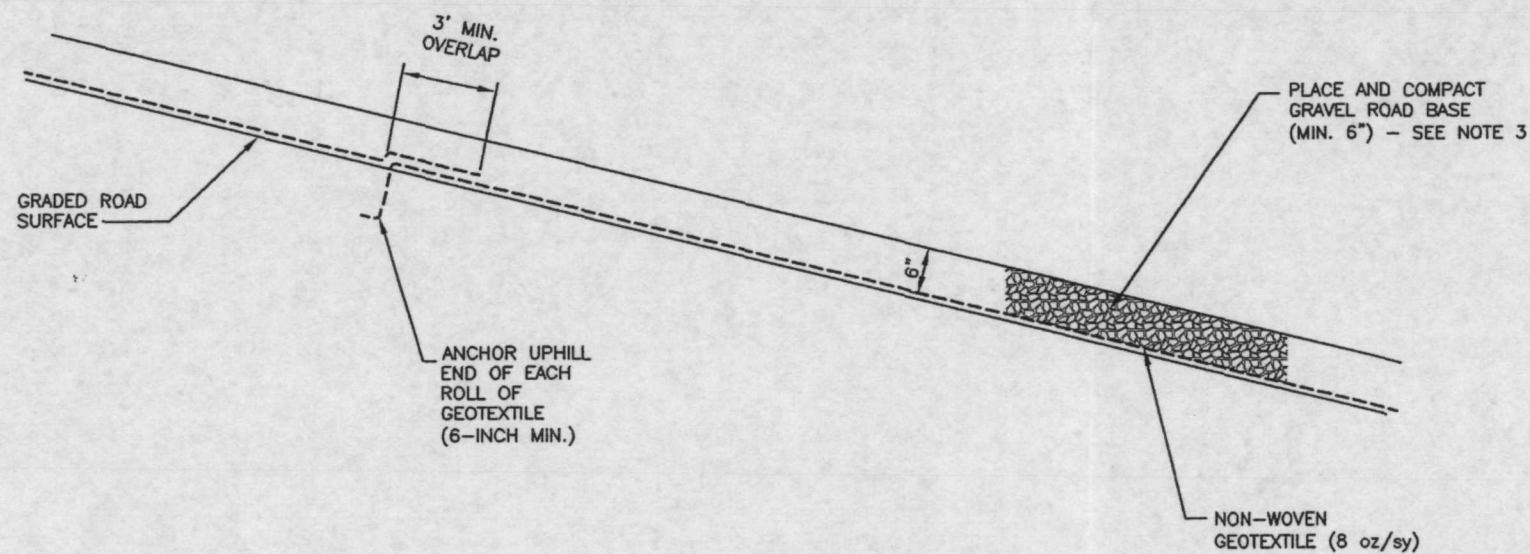 3' MIN.
OVERLAP
PLACE AND COMPACT
GRAVEL ROAD BASE
(MIN. 6") – SEE NOTE 3
GRADED ROAD
SURFACE
6"
ANCHOR UPHILL
END OF EACH
ROLL OF
GEOTEXTILE
(6-INCH MIN.)
NON-WOVEN
GEOTEXTILE (8 oz/sy)